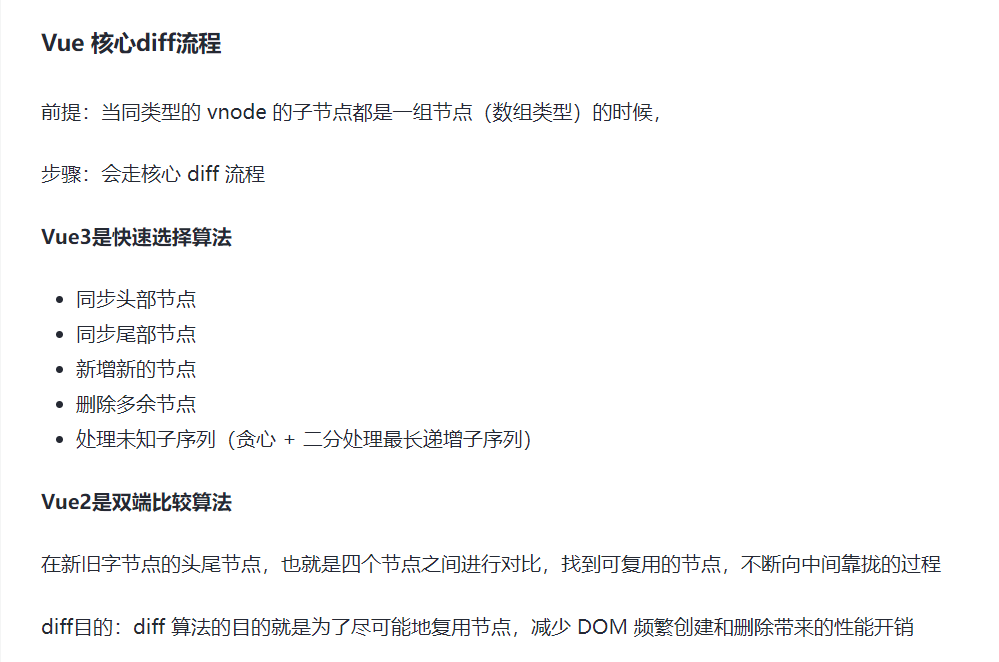 Vue 核心diff流程
前提：当同类型的 vnode 的子节点都是一组节点（数组类型）的时候，
步骤：会走核心 diff 流程
Vue3是快速选择算法
• 同步头部节点
• 同步尾部节点
• 新增新的节点
• 删除多余节点
• 处理未知子序列（贪心 + 二分处理最长递增子序列）
Vue2是双端比较算法
在新旧字节点的头尾节点，也就是四个节点之间进行对比，找到可复用的节点，不断向中间靠拢的过程
diff目的：diff 算法的目的就是为了尽可能地复用节点，减少 DOM 频繁创建和删除带来的性能开销